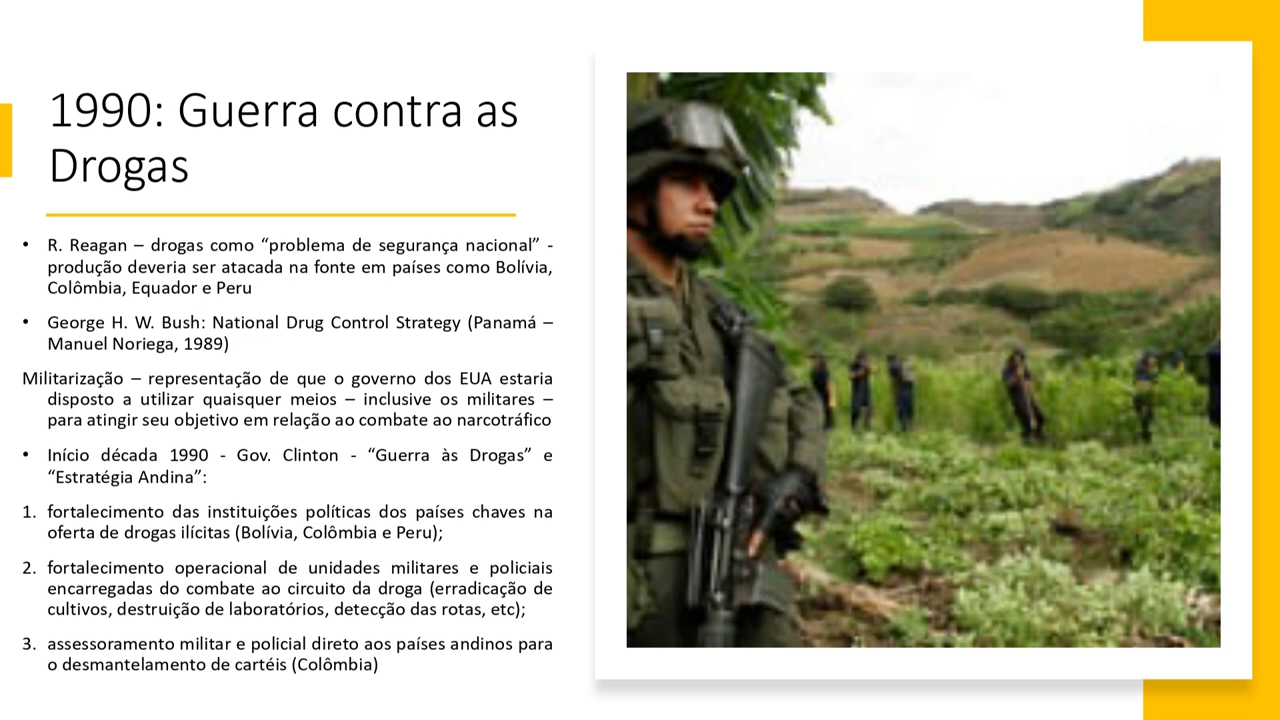 1990: Guerra contra as
Drogas
• R. Reagan – drogas como “problema de segurança nacional” -
produção deveria ser atacada na fonte em países como Bolívia,
Colômbia, Equador e Peru
• George H. W. Bush: National Drug Control Strategy (Panamá –
Manuel Noriega, 1989)
Militarização – representação de que o governo dos EUA estaria
disposto a utilizar quaisquer meios – inclusive os militares –
para atingir seu objetivo em relação ao combate ao narcotráfico
• Início década 1990 - Gov. Clinton - “Guerra às Drogas” e
“Estratégia Andina”:
1. fortalecimento das instituições políticas dos países chaves na
oferta de drogas ilícitas (Bolívia, Colômbia e Peru);
2. fortalecimento operacional de unidades militares e policiais
encarregadas do combate ao circuito da droga (erradicação de
cultivos, destruição de laboratórios, detecção das rotas, etc);
3. assessoramento militar e policial direto aos países andinos para
o desmantelamento de cartéis (Colômbia)